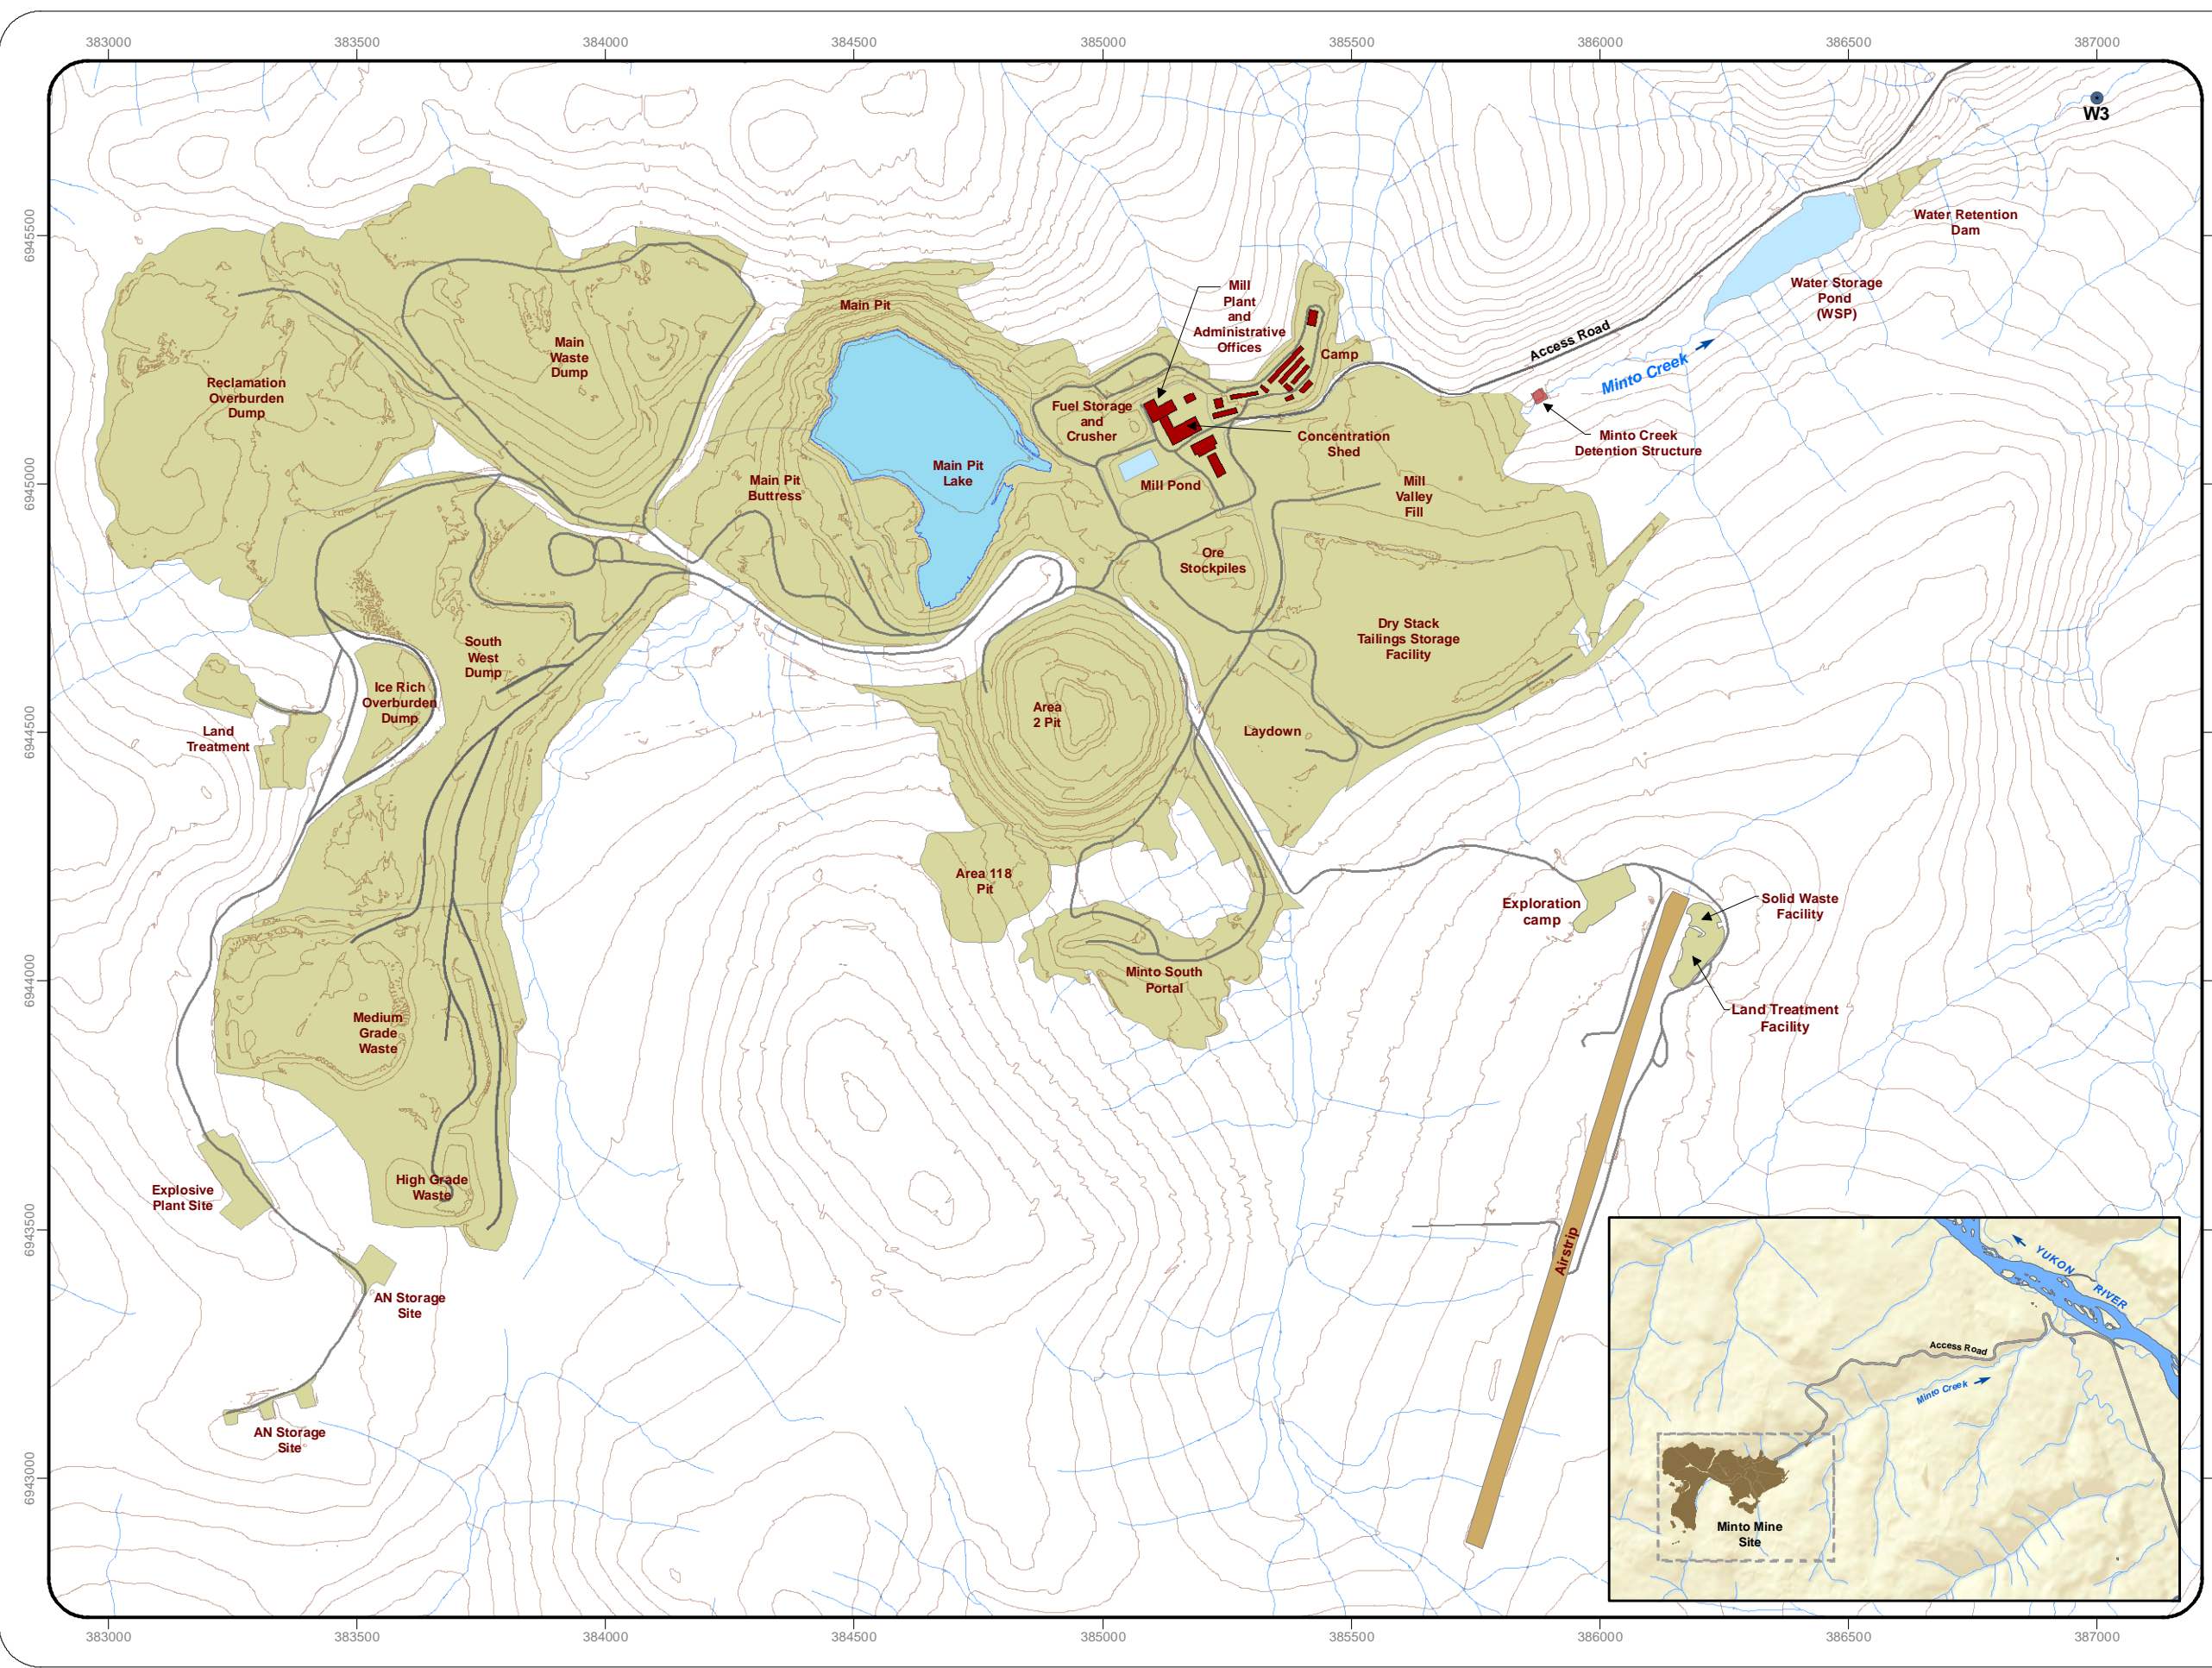 383000 383500 384000 384500 385000 385500 386000 386500 387000
W3
6945500
6945000
6944500
6944000
6943500
6943000
Water Retention
Dam
Water Storage
Pond
(WSP)
Access Road
Minto Creek
Minto Creek
Detention Structure
Mill
Plant
and
Administrative
Offices
Camp
Main Pit
Main
Waste
Dump
Reclamation
Overburden
Dump
Fuel Storage
and
Crusher
Concentration
Shed
Main Pit
Lake
Main Pit
Buttress
Mill Pond
Mill
Valley
Fill
Ore
Stockpiles
Dry Stack
Tailings Storage
Facility
South
West
Dump
Ice Rich
Overburden
Dump
Land
Treatment
Area
2 Pit
Laydown
Area 118
Pit
Exploration
camp
Solid Waste
Facility
Minto South
Portal
Land Treatment
Facility
Medium
Grade
Waste
High Grade
Waste
Explosive
Plant Site
AN Storage
Site
AN Storage
Site
Airstrip
YUKON
RIVER
Access Road
Minto Creek
Minto Mine
Site
383000 383500 384000 384500 385000 385500 386000 386500 387000